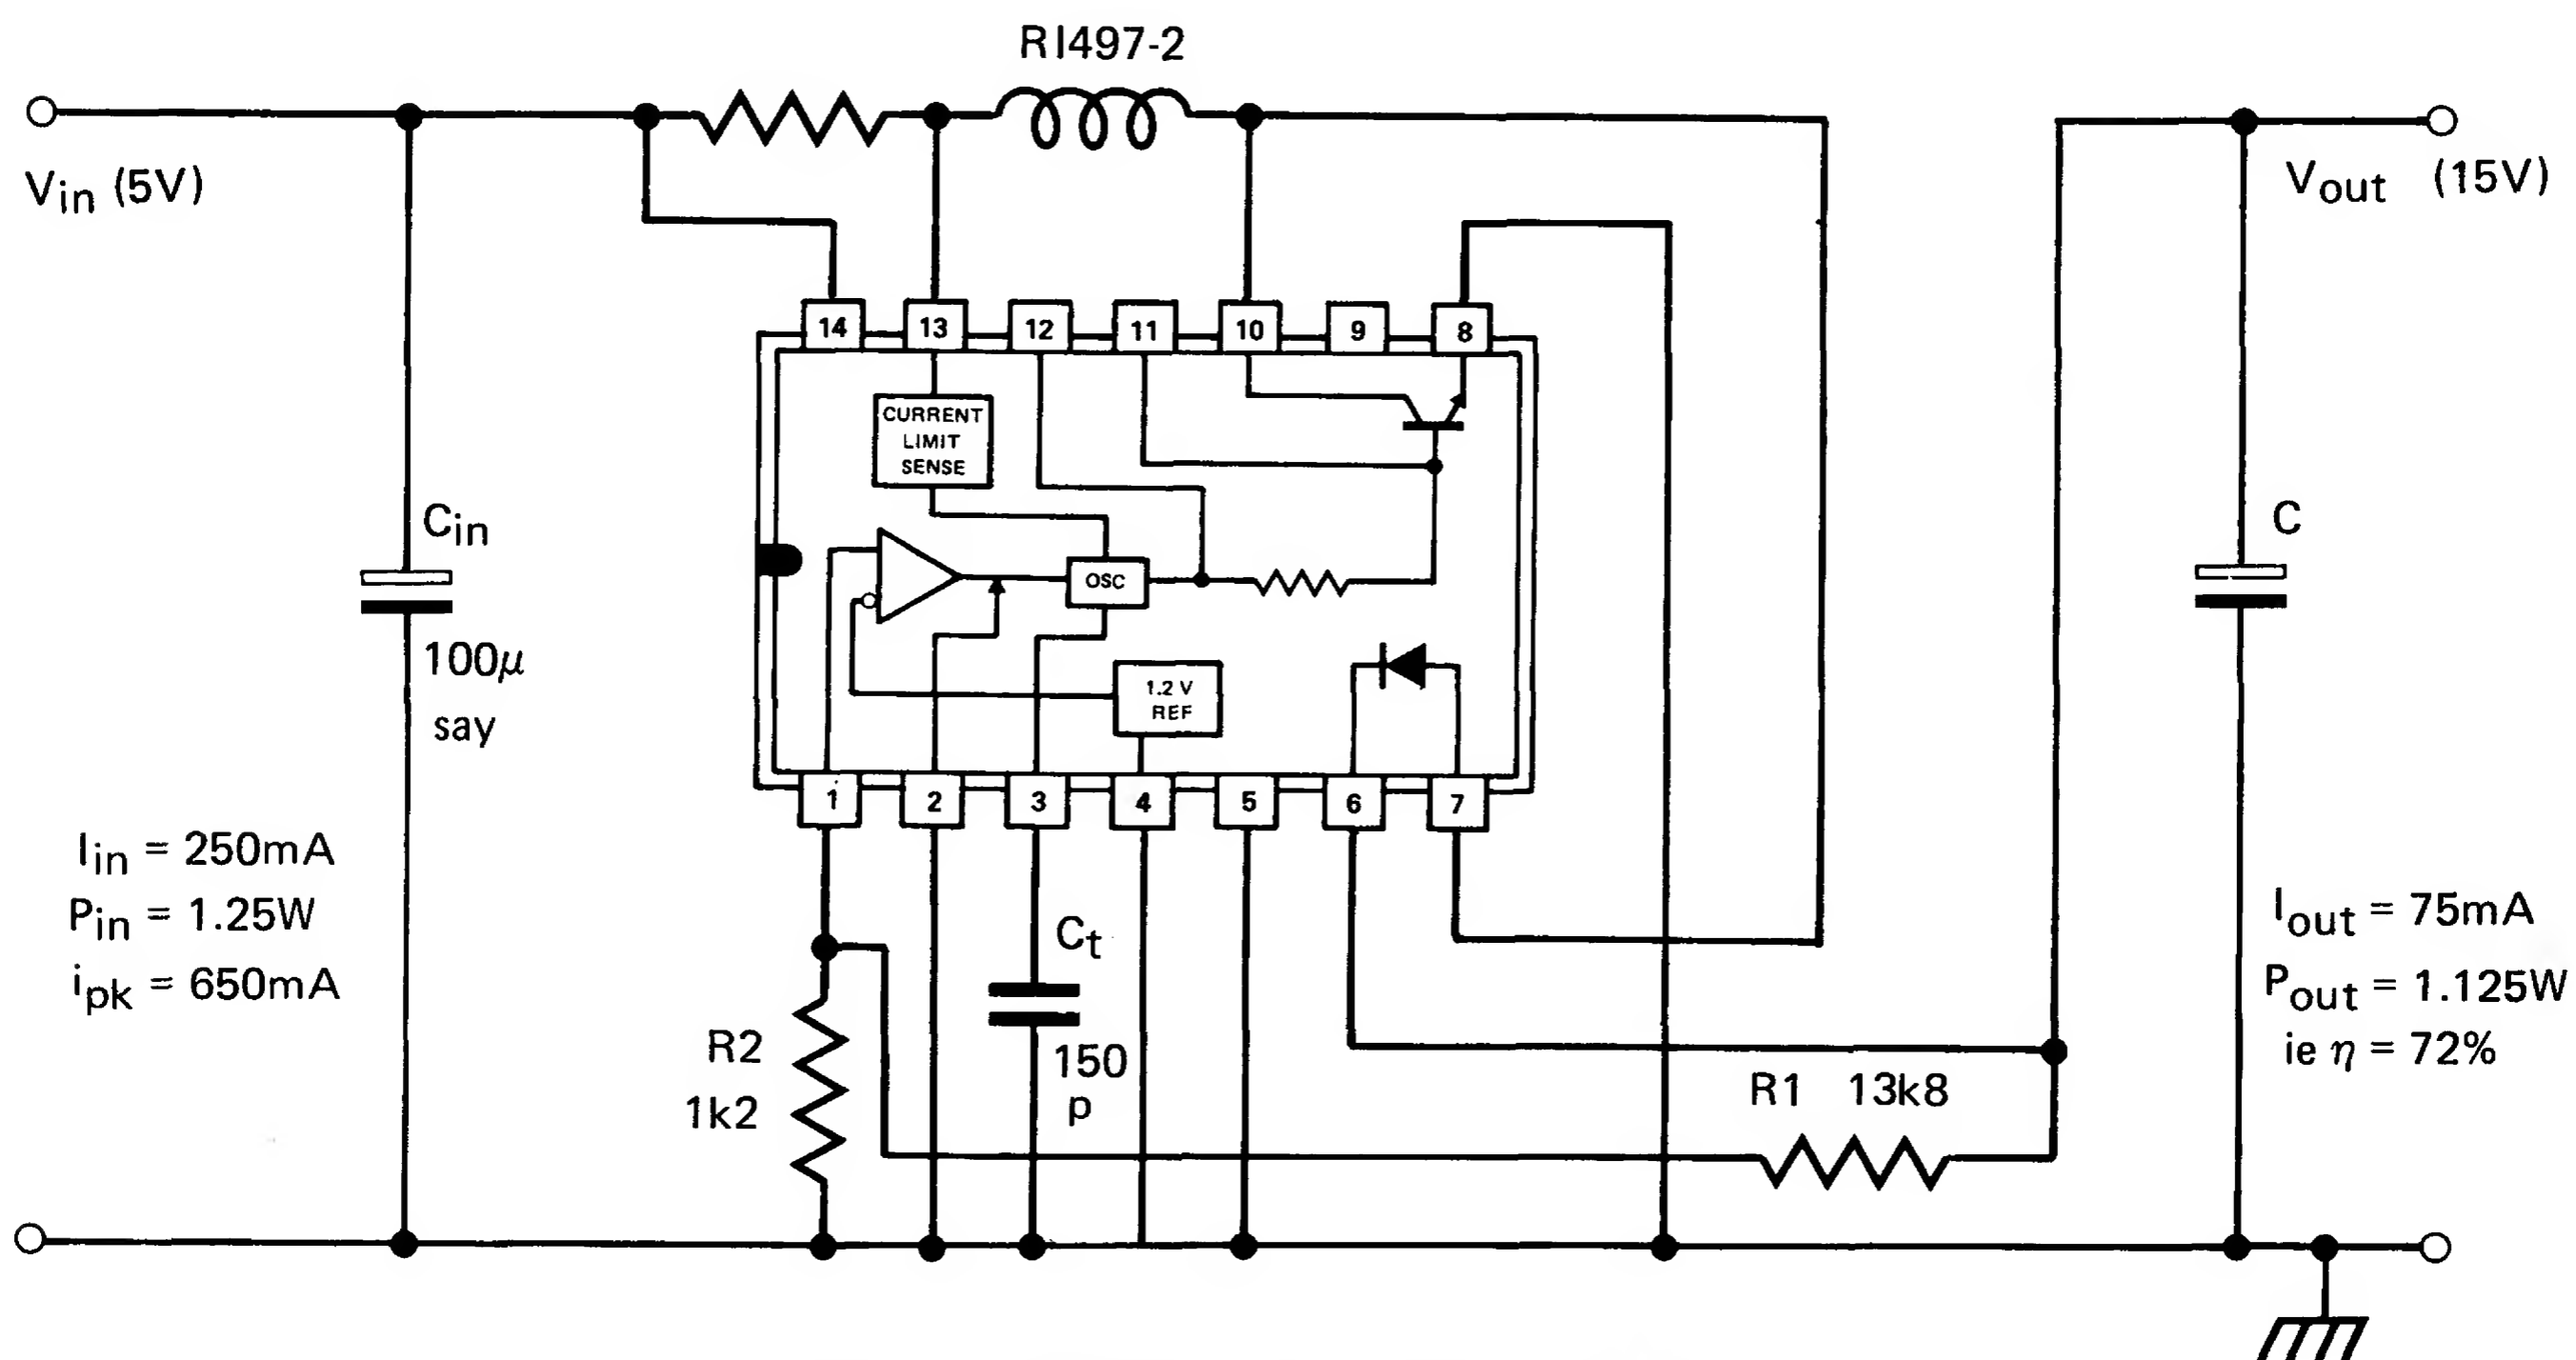 RI497-2
Vin (5V)
Vout (15V)
14
13
12
11
10
9
8
CURRENT
LIMIT
SENSE
Cin
100µ
say
C
OSC
1.2 V
REF
1
2
3
4
5
6
7
Iin = 250mA
Pin = 1.25W
ipk = 650mA
Ct
150
p
R2
1k2
R1 13k8
Iout = 75mA
Pout = 1.125W
ie η = 72%